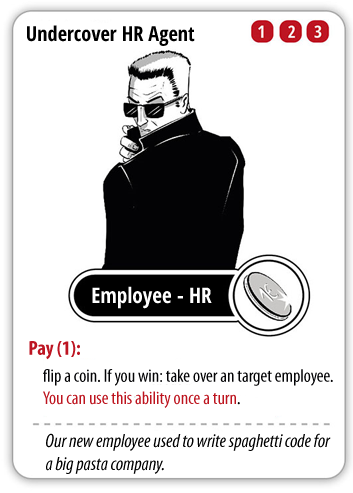 Undercover HR Agent 1 2 3
Employee - HR
Pay (1):
flip a coin. If you win: take over an target employee.
You can use this ability once a turn.
Our new employee used to write spaghetti code for
a big pasta company.